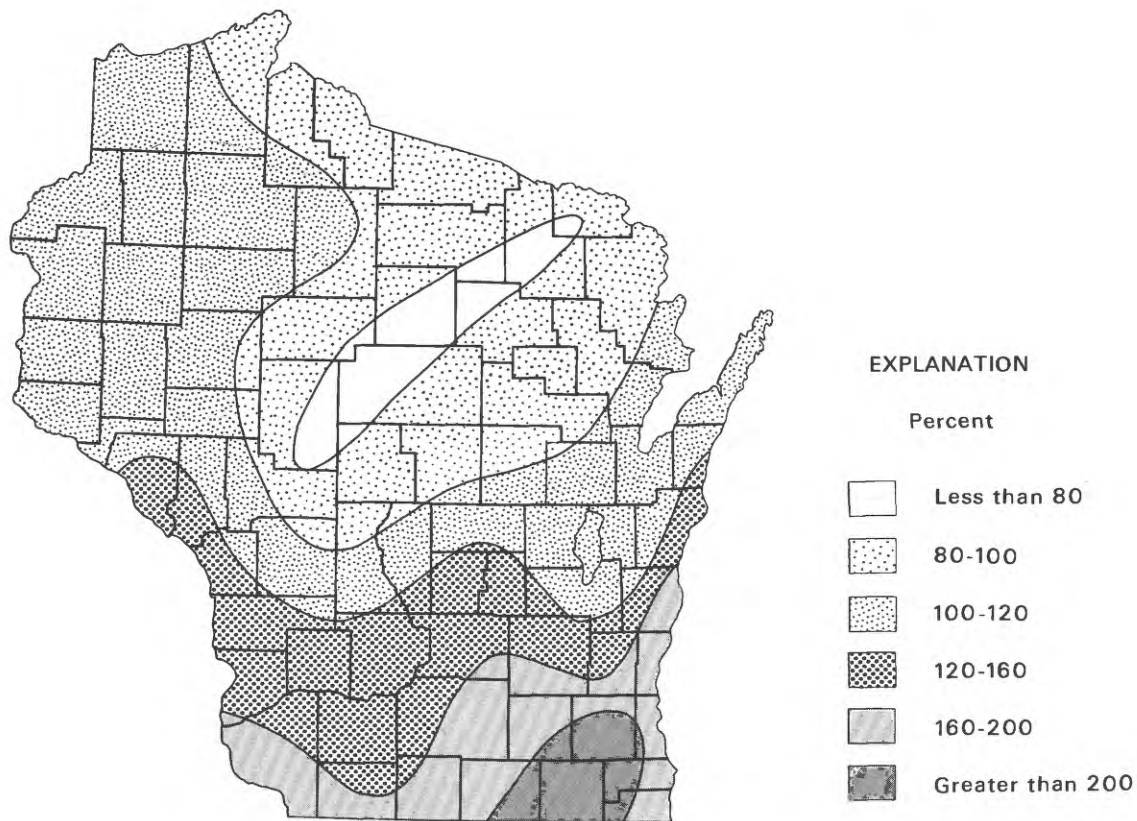 EXPLANATION
Percent
Less than 80
80-100
100-120
120-160
160-200
Greater than 200